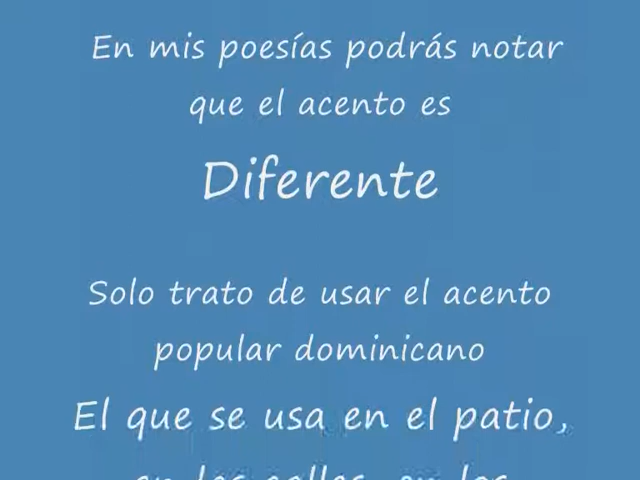 En mis poesías podrás notar
que el acento es
Diferente
Solo trato de usar el acento
popular dominicano
El que se usa en el patio,